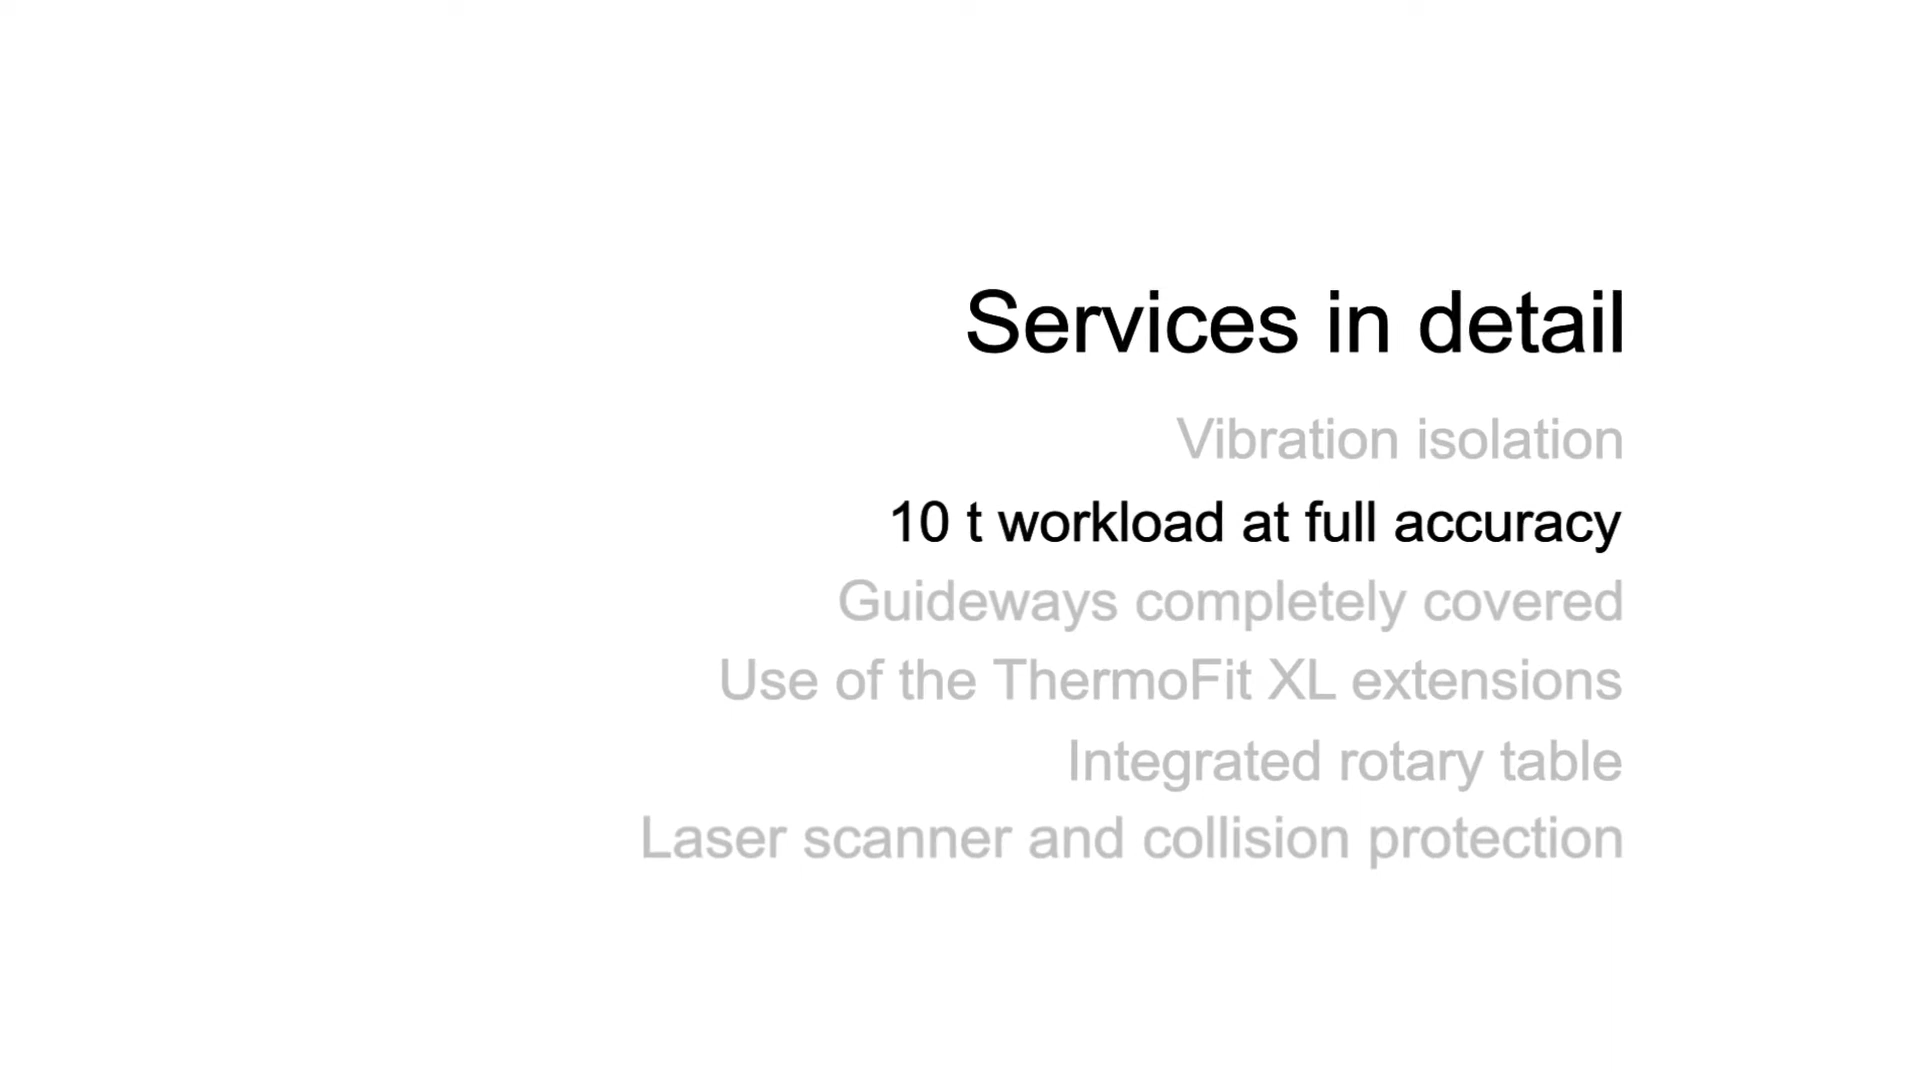 Services in detail
Vibration isolation
10 t workload at full accuracy
Guideways completely covered
Use of the ThermoFit XL extensions
Integrated rotary table
Laser scanner and collision protection